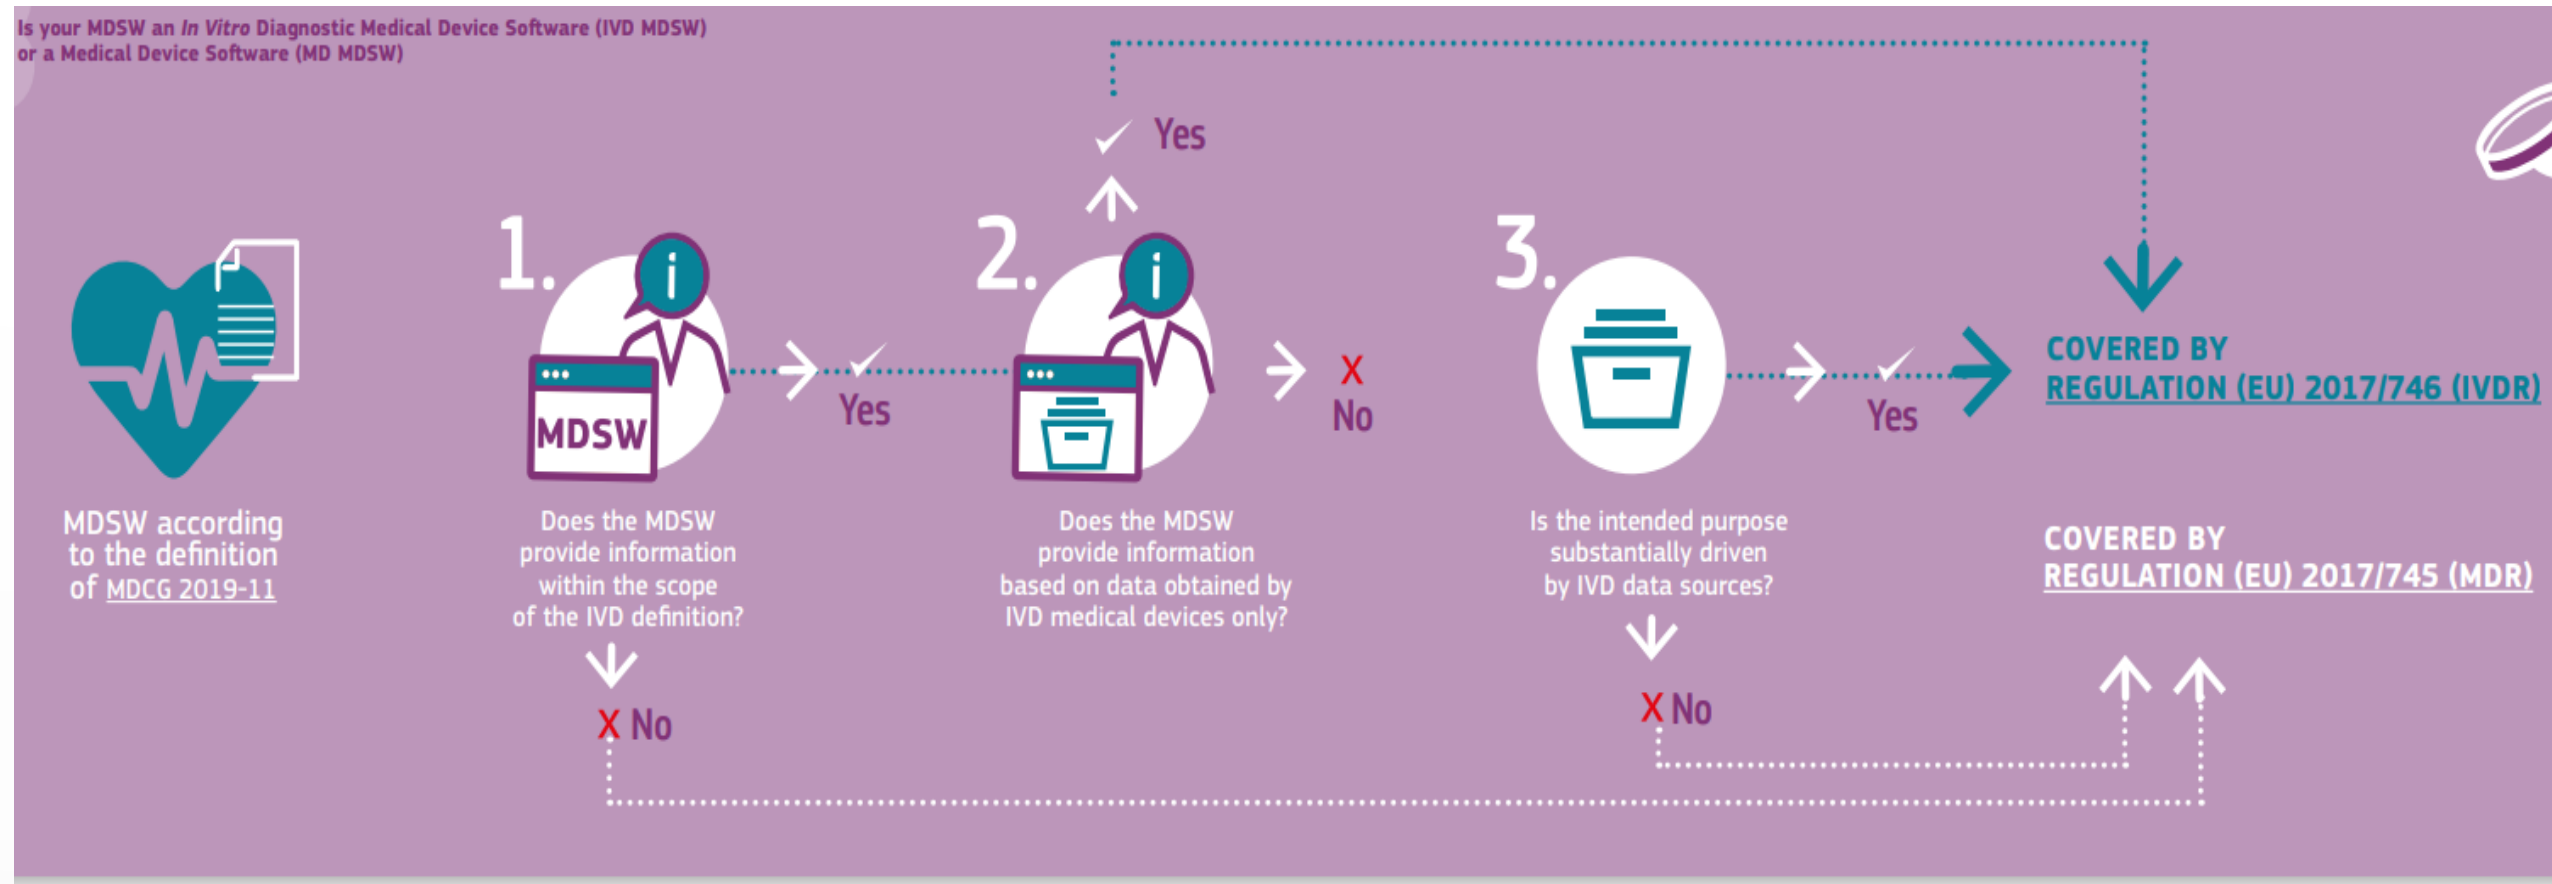 Is your MDSW an In Vitro Diagnostic Medical Device Software (IVD MDSW)
or a Medical Device Software (MD MDSW)
Yes
1.
i
MDSW
Yes
2.
i
X
No
3.
Yes
COVERED BY
REGULATION (EU) 2017/746 (IVDR)
MDSW according
to the definition
of MDCG 2019-11
Does the MDSW
provide information
within the scope
of the IVD definition?
X No
Does the MDSW
provide information
based on data obtained by
IVD medical devices only?
Is the intended purpose
substantially driven
by IVD data sources?
X No
COVERED BY
REGULATION (EU) 2017/745 (MDR)